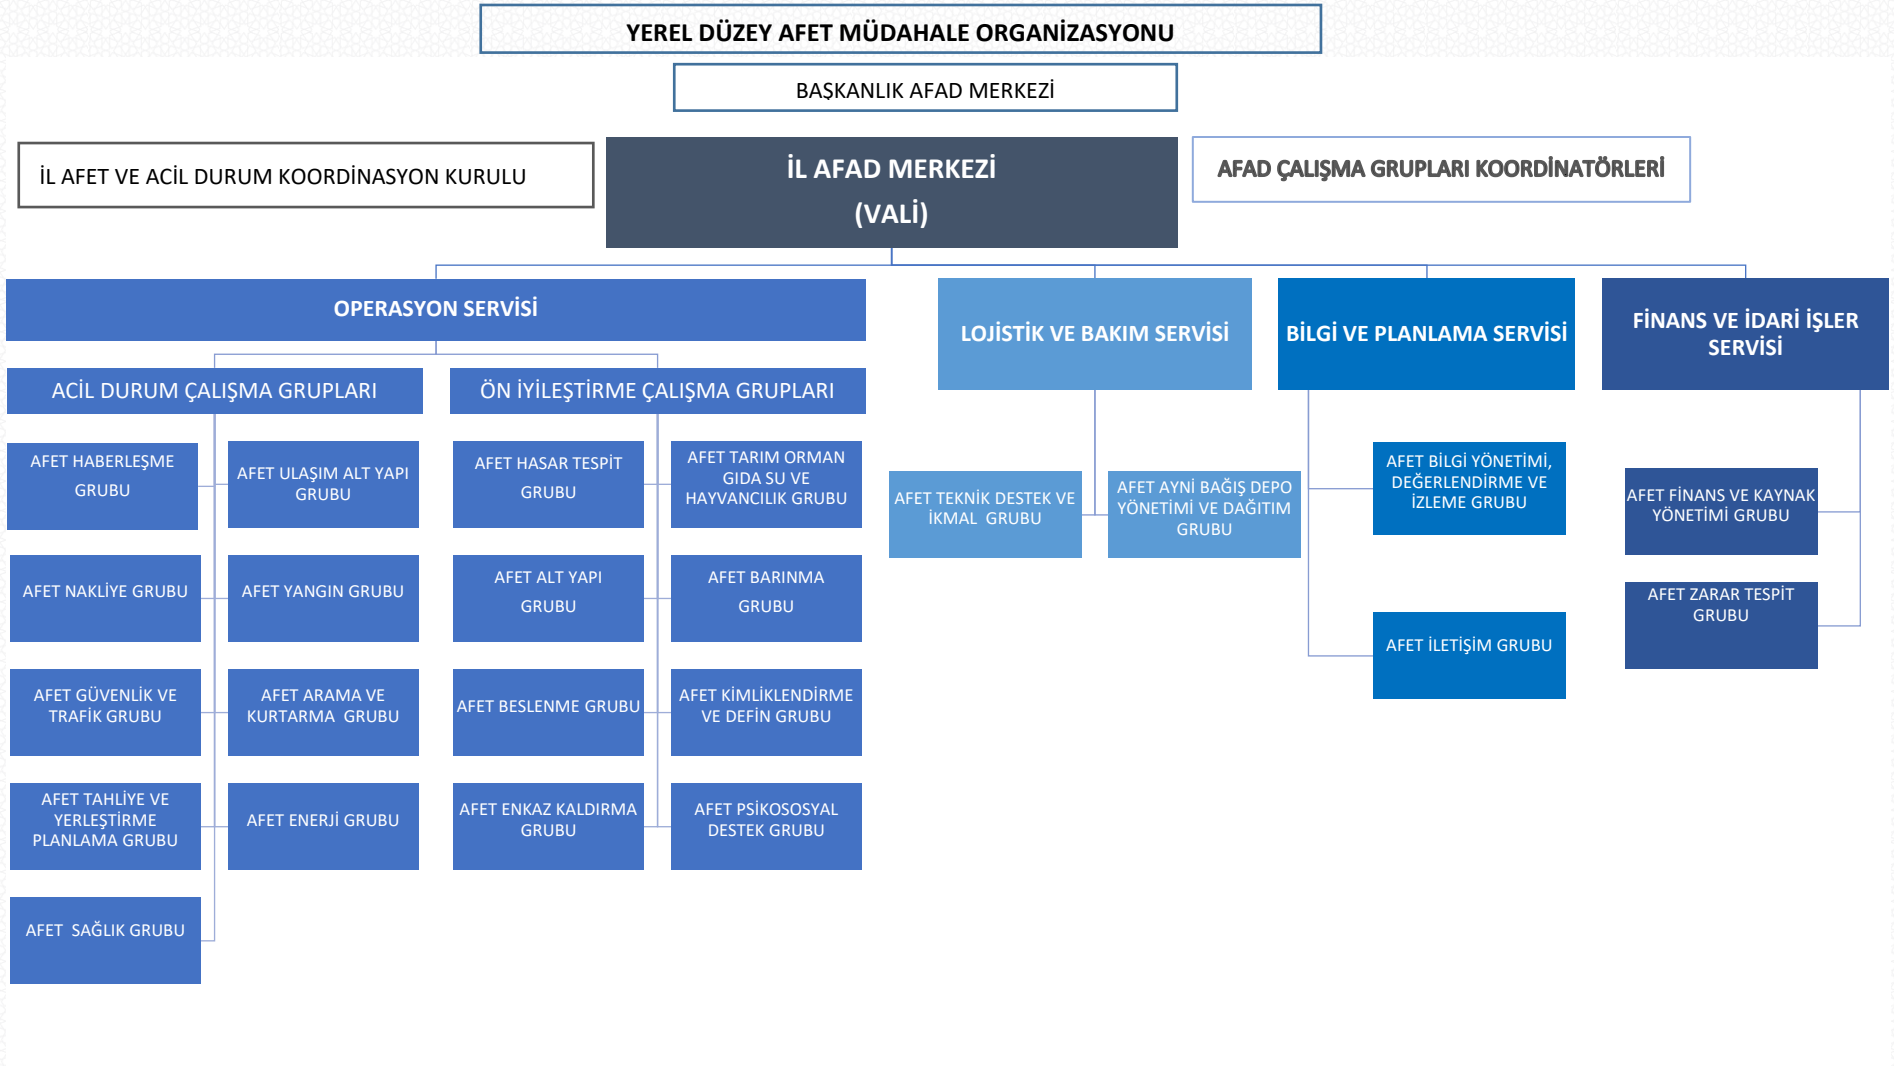 YEREL DÜZEY AFET MÜDAHALE ORGANİZASYONU
BAŞKANLIK AFAD MERKEZİ
İL AFET VE ACİL DURUM KOORDİNASYON KURULU
İL AFAD MERKEZİ
(VALİ)
AFAD ÇALIŞMA GRUPLARI KOORDİNATÖRLERİ
OPERASYON SERVİSİ
LOJİSTİK VE BAKIM SERVİSİ
BİLGİ VE PLANLAMA SERVİSİ
FİNANS VE İDARİ İŞLER
SERVİSİ
ACİL DURUM ÇALIŞMA GRUPLARI
ÖN İYİLEŞTİRME ÇALIŞMA GRUPLARI
AFET HABERLEŞME
GRUBU
AFET ULAŞIM ALT YAPI
GRUBU
AFET NAKLİYE GRUBU
AFET YANGIN GRUBU
AFET GÜVENLİK VE
TRAFİK GRUBU
AFET ARAMA VE
KURTARMA  GRUBU
AFET TAHLİYE VE
YERLEŞTİRME
PLANLAMA GRUBU
AFET ENERJİ GRUBU
AFET  SAĞLIK GRUBU
AFET HASAR TESPİT
GRUBU
AFET TARIM ORMAN
GIDA SU VE
HAYVANCILIK GRUBU
AFET ALT YAPI
GRUBU
AFET BARINMA
GRUBU
AFET BESLENME GRUBU
AFET KİMLİKLENDİRME
VE DEFİN GRUBU
AFET ENKAZ KALDIRMA
GRUBU
AFET PSİKOSOSYAL
DESTEK GRUBU
AFET TEKNİK DESTEK VE
İKMAL  GRUBU
AFET AYNİ BAĞIŞ DEPO
YÖNETİMİ VE DAĞITIM
GRUBU
AFET BİLGİ YÖNETİMİ,
DEĞERLENDİRME VE
İZLEME GRUBU
AFET İLETİŞİM GRUBU
AFET FİNANS VE KAYNAK
YÖNETİMİ GRUBU
AFET ZARAR TESPİT
GRUBU